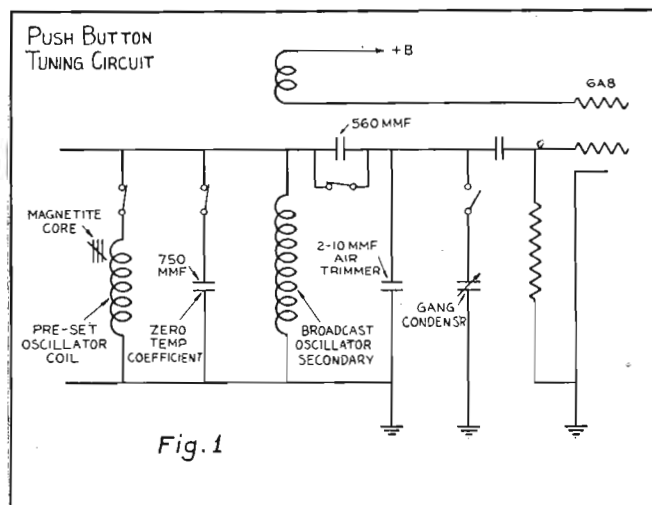 PUSH BUTTON
TUNING CIRCUIT
+B
6A8
560 MMF
MAGNETITE
CORE
750
MMF
2-10 MMF
AIR
TRIMMER
GANG
CONDENSR
PRE-SET
OSCILLATOR
COIL
ZERO
TEMP
COEFFICIENT
BROADCAST
OSCILLATOR
SECONDARY
Fig. 1